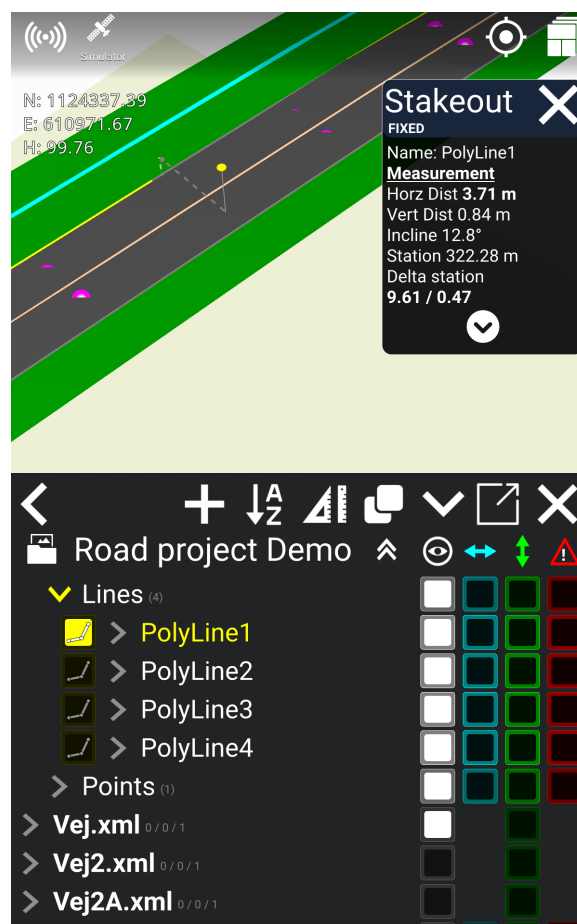 Simulator
N: 1124337.39
E: 610971.67
H: 99.76
Stakeout
FIXED
Name: PolyLine1
Measurement
Horz Dist 3.71 m
Vert Dist 0.84 m
Incline 12.8°
Station 322.28 m
Delta station
9.61 / 0.47
A
Z
Road project Demo
Lines (4)
PolyLine1
PolyLine2
PolyLine3
PolyLine4
Points (1)
Vej.xml 0/0/1
Vej2.xml 0/0/1
Vej2A.xml 0/0/1